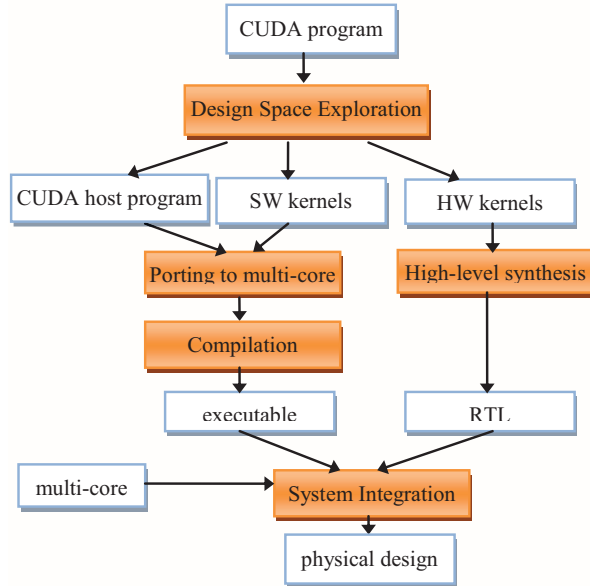 CUDA program
Design Space Exploration
CUDA host program
SW kernels
HW kernels
Porting to multi-core
High-level synthesis
Compilation
executable
RTL
multi-core
System Integration
physical design